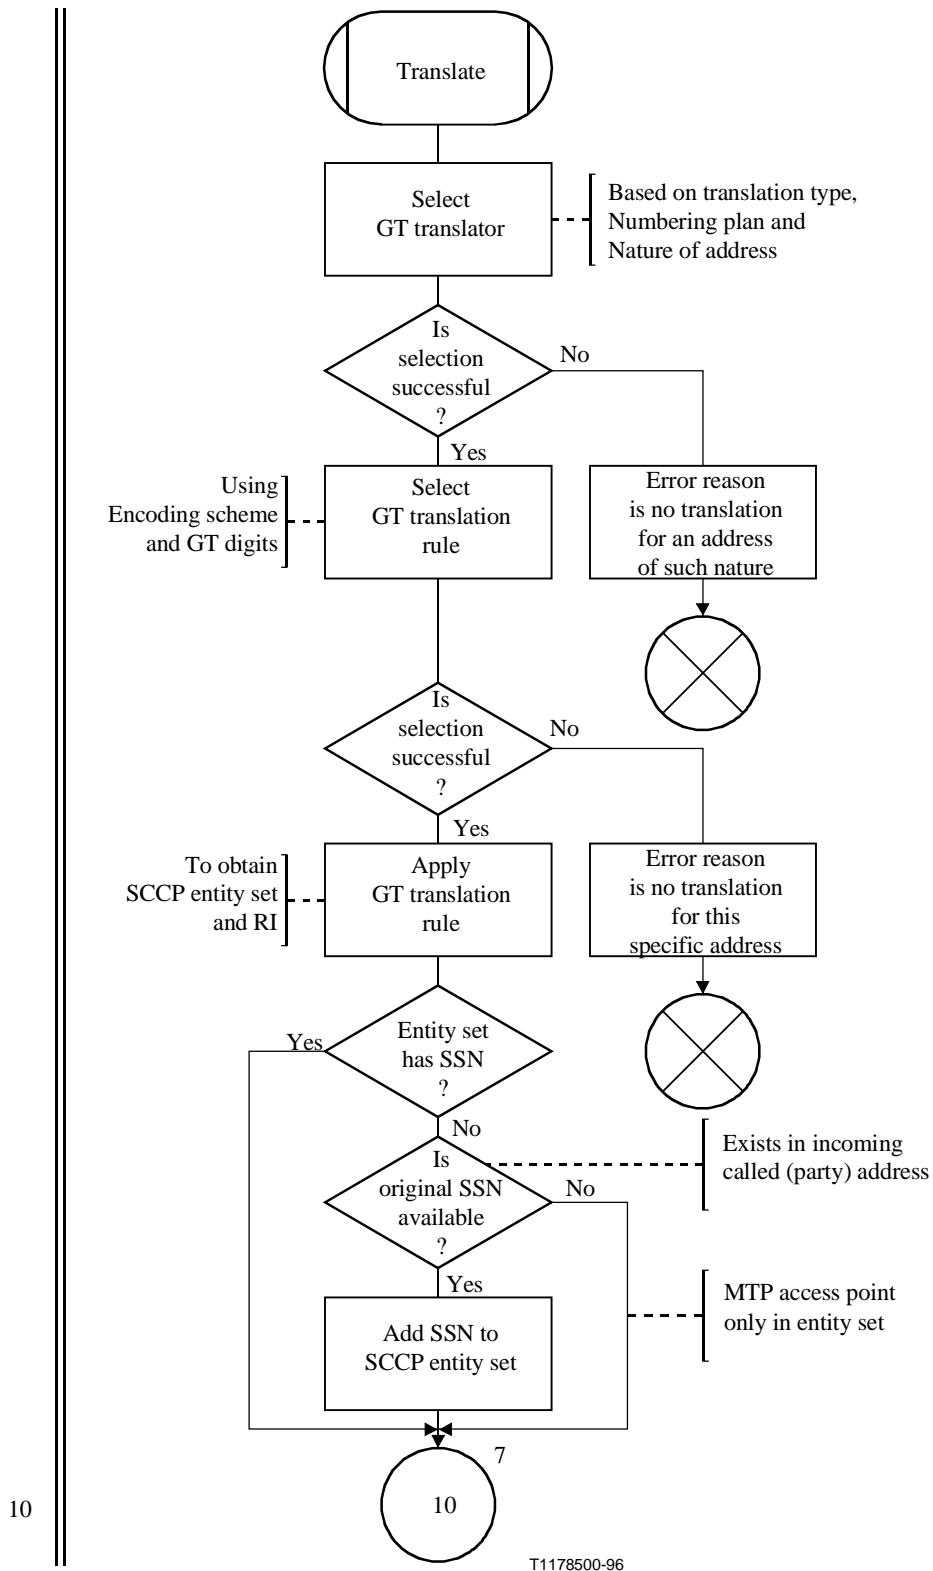 Translate
Select
GT translator
Based on translation type,
Numbering plan and
Nature of address
Is
selection
successful
?
No
Yes
Using
Encoding scheme
and GT digits
Select
GT translation
rule
Error reason
is no translation
for an address
of such nature
Is
selection
successful
?
No
Yes
To obtain
SCCP entity set
and RI
Apply
GT translation
rule
Error reason
is no translation
for this
specific address
Yes
Entity set
has SSN
?
No
Is
original SSN
available
?
No
Exists in incoming
called (party) address
Yes
MTP access point
only in entity set
Add SSN to
SCCP entity set
7
10
10
T1178500-96